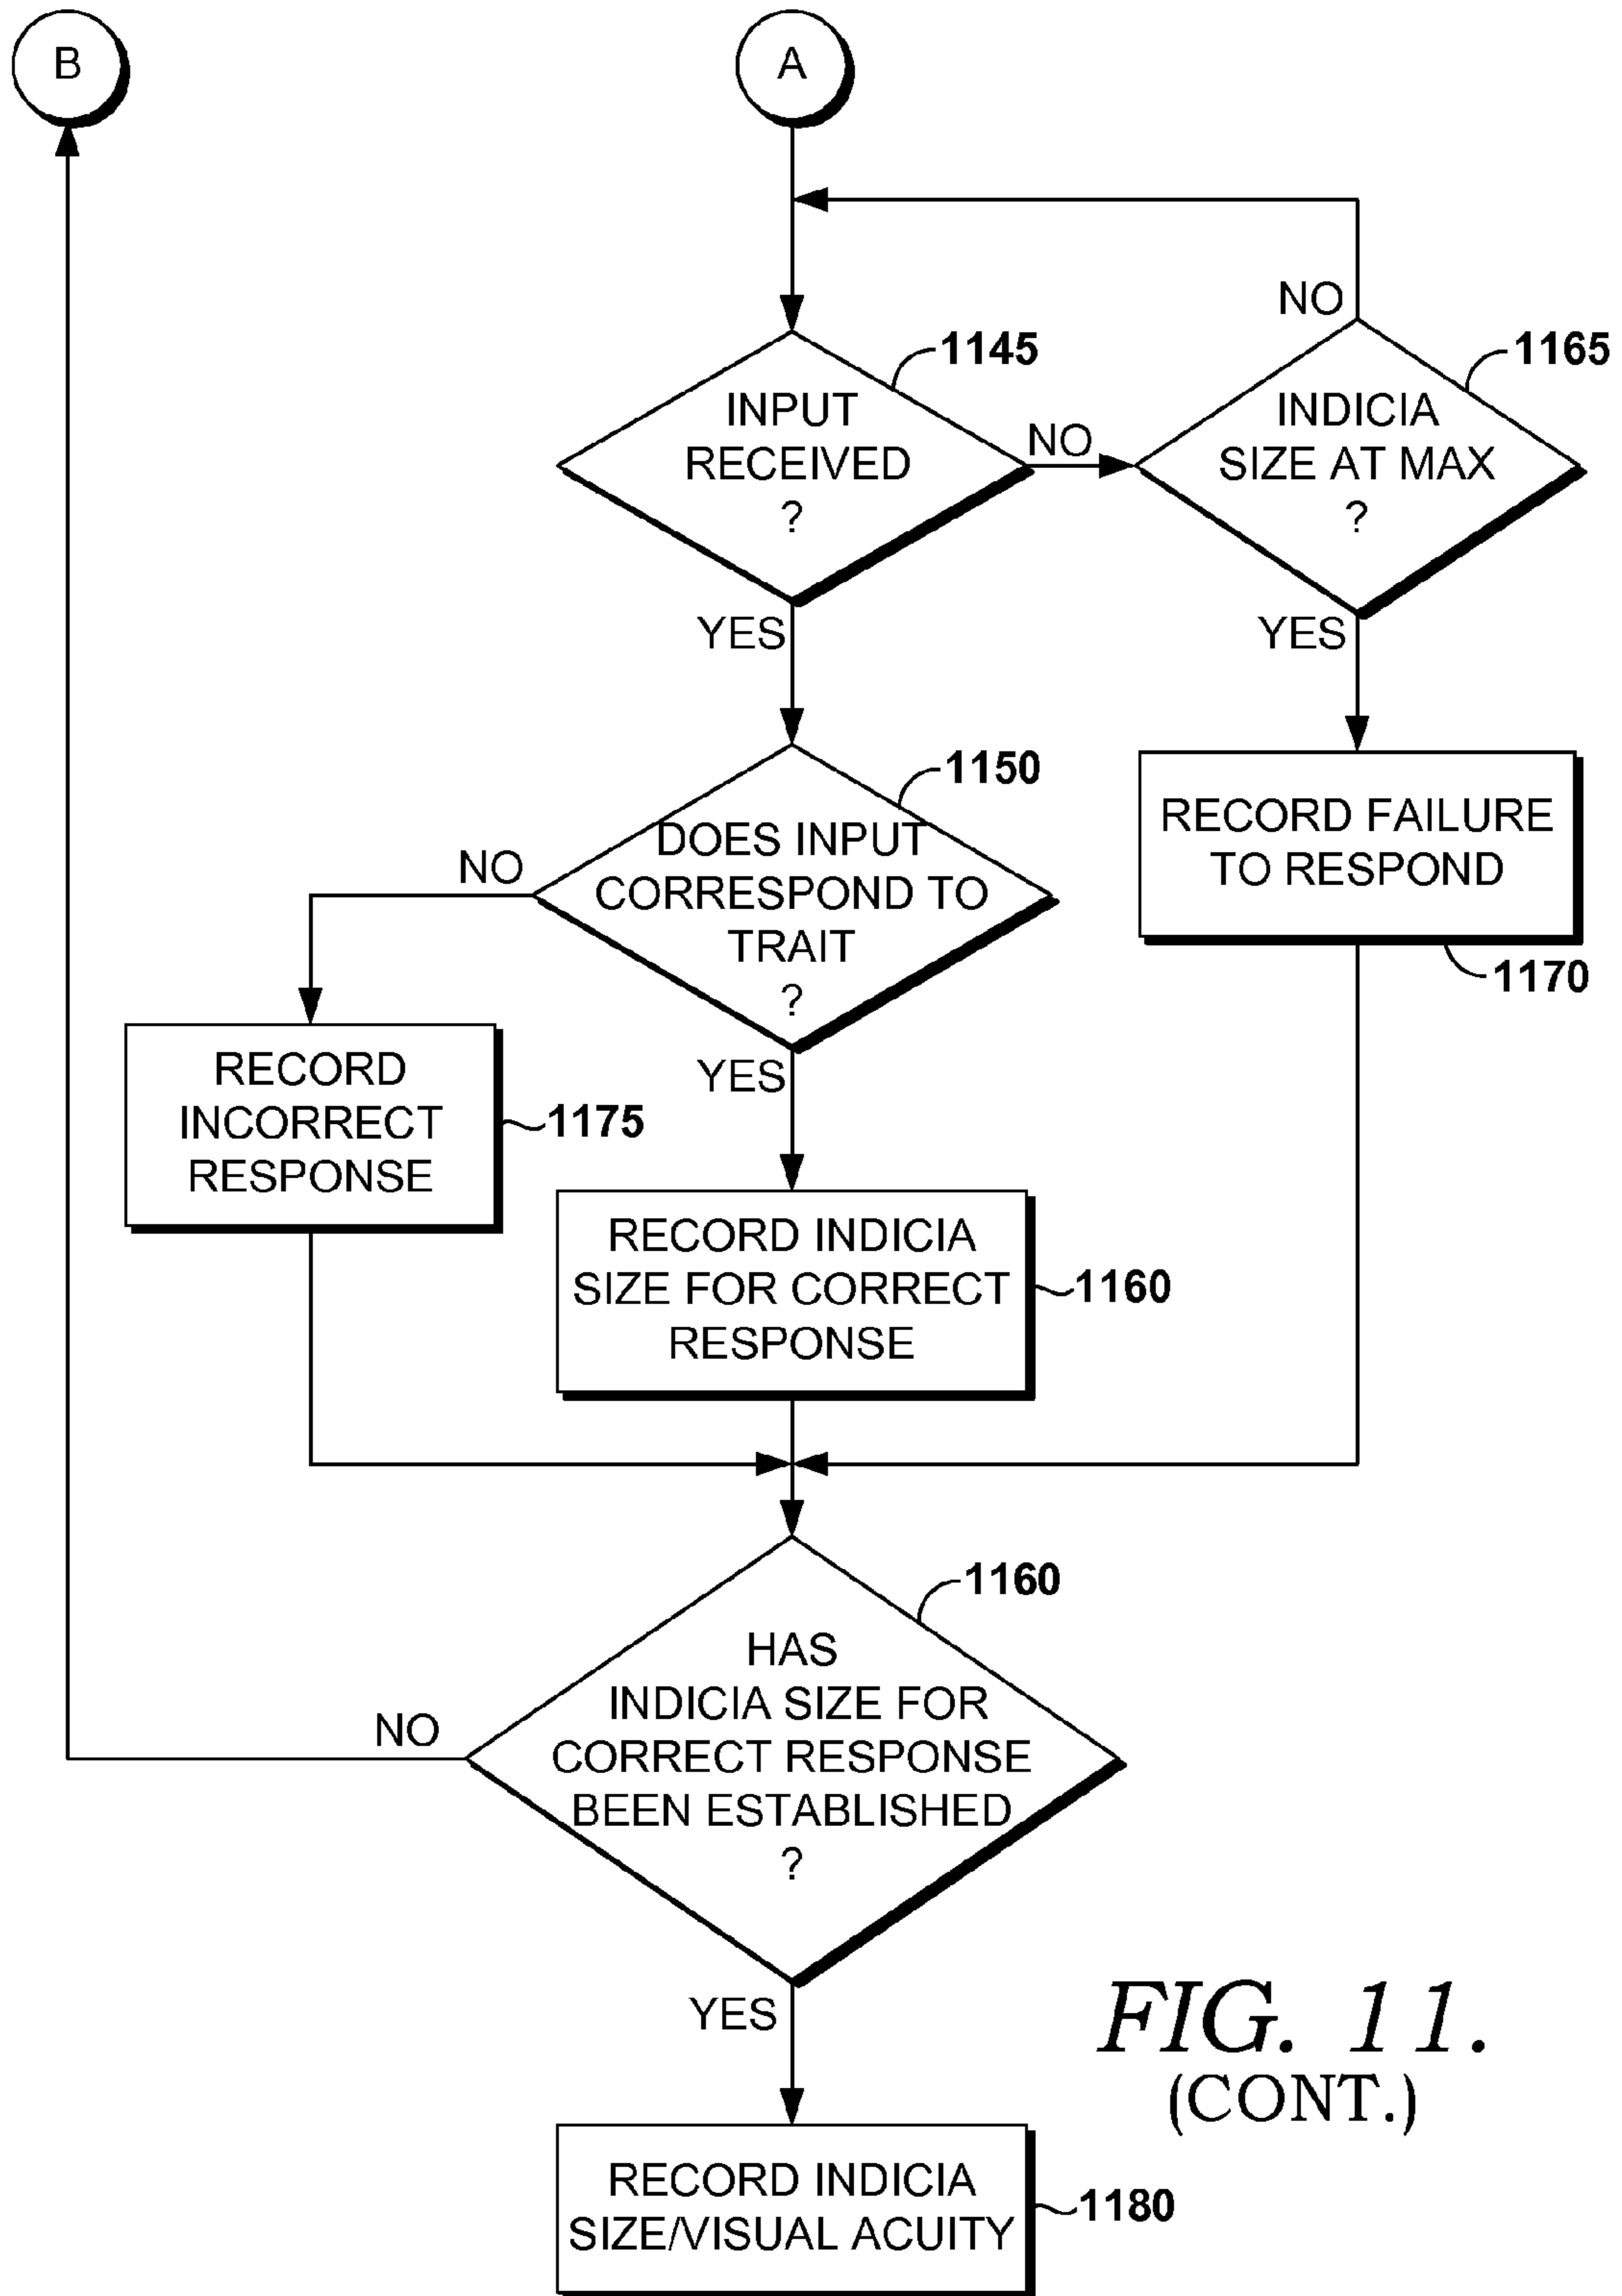 B
A
NO
1145
1165
INPUT
RECEIVED
?
NO
INDICIA
SIZE AT MAX
?
YES
YES
1150
DOES INPUT
CORRESPOND TO
TRAIT
?
NO
RECORD FAILURE
TO RESPOND
1170
RECORD
INCORRECT
RESPONSE
1175
YES
RECORD INDICIA
SIZE FOR CORRECT
RESPONSE
1160
1160
HAS
INDICIA SIZE FOR
CORRECT RESPONSE
BEEN ESTABLISHED
?
NO
YES
FIG. 11.
(CONT.)
RECORD INDICIA
SIZE/VISUAL ACUITY
1180